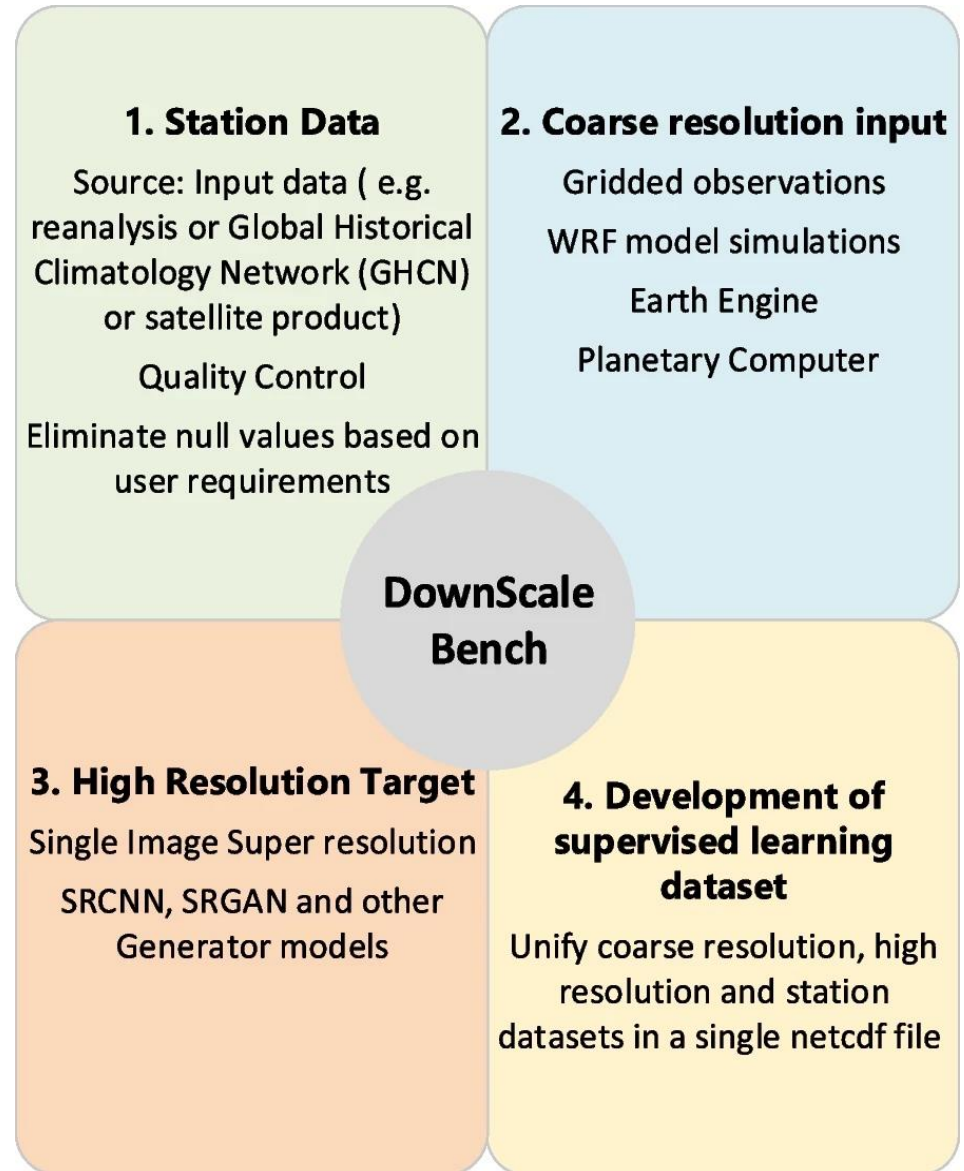 1. Station Data
Source: Input data ( e.g.
reanalysis or Global Historical
Climatology Network (GHCN)
or satellite product)
Quality Control
Eliminate null values based on
user requirements
2. Coarse resolution input
Gridded observations
WRF model simulations
Earth Engine
Planetary Computer
DownScale
Bench
3. High Resolution Target
Single Image Super resolution
SRCNN, SRGAN and other
Generator models
4. Development of
supervised learning
dataset
Unify coarse resolution, high
resolution and station
datasets in a single netcdf file